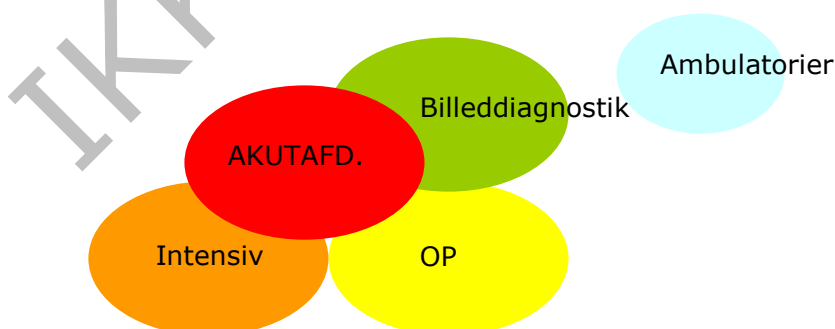 Ambulatorier
Billeddiagnostik
AKUTAFD.
Intensiv
OP